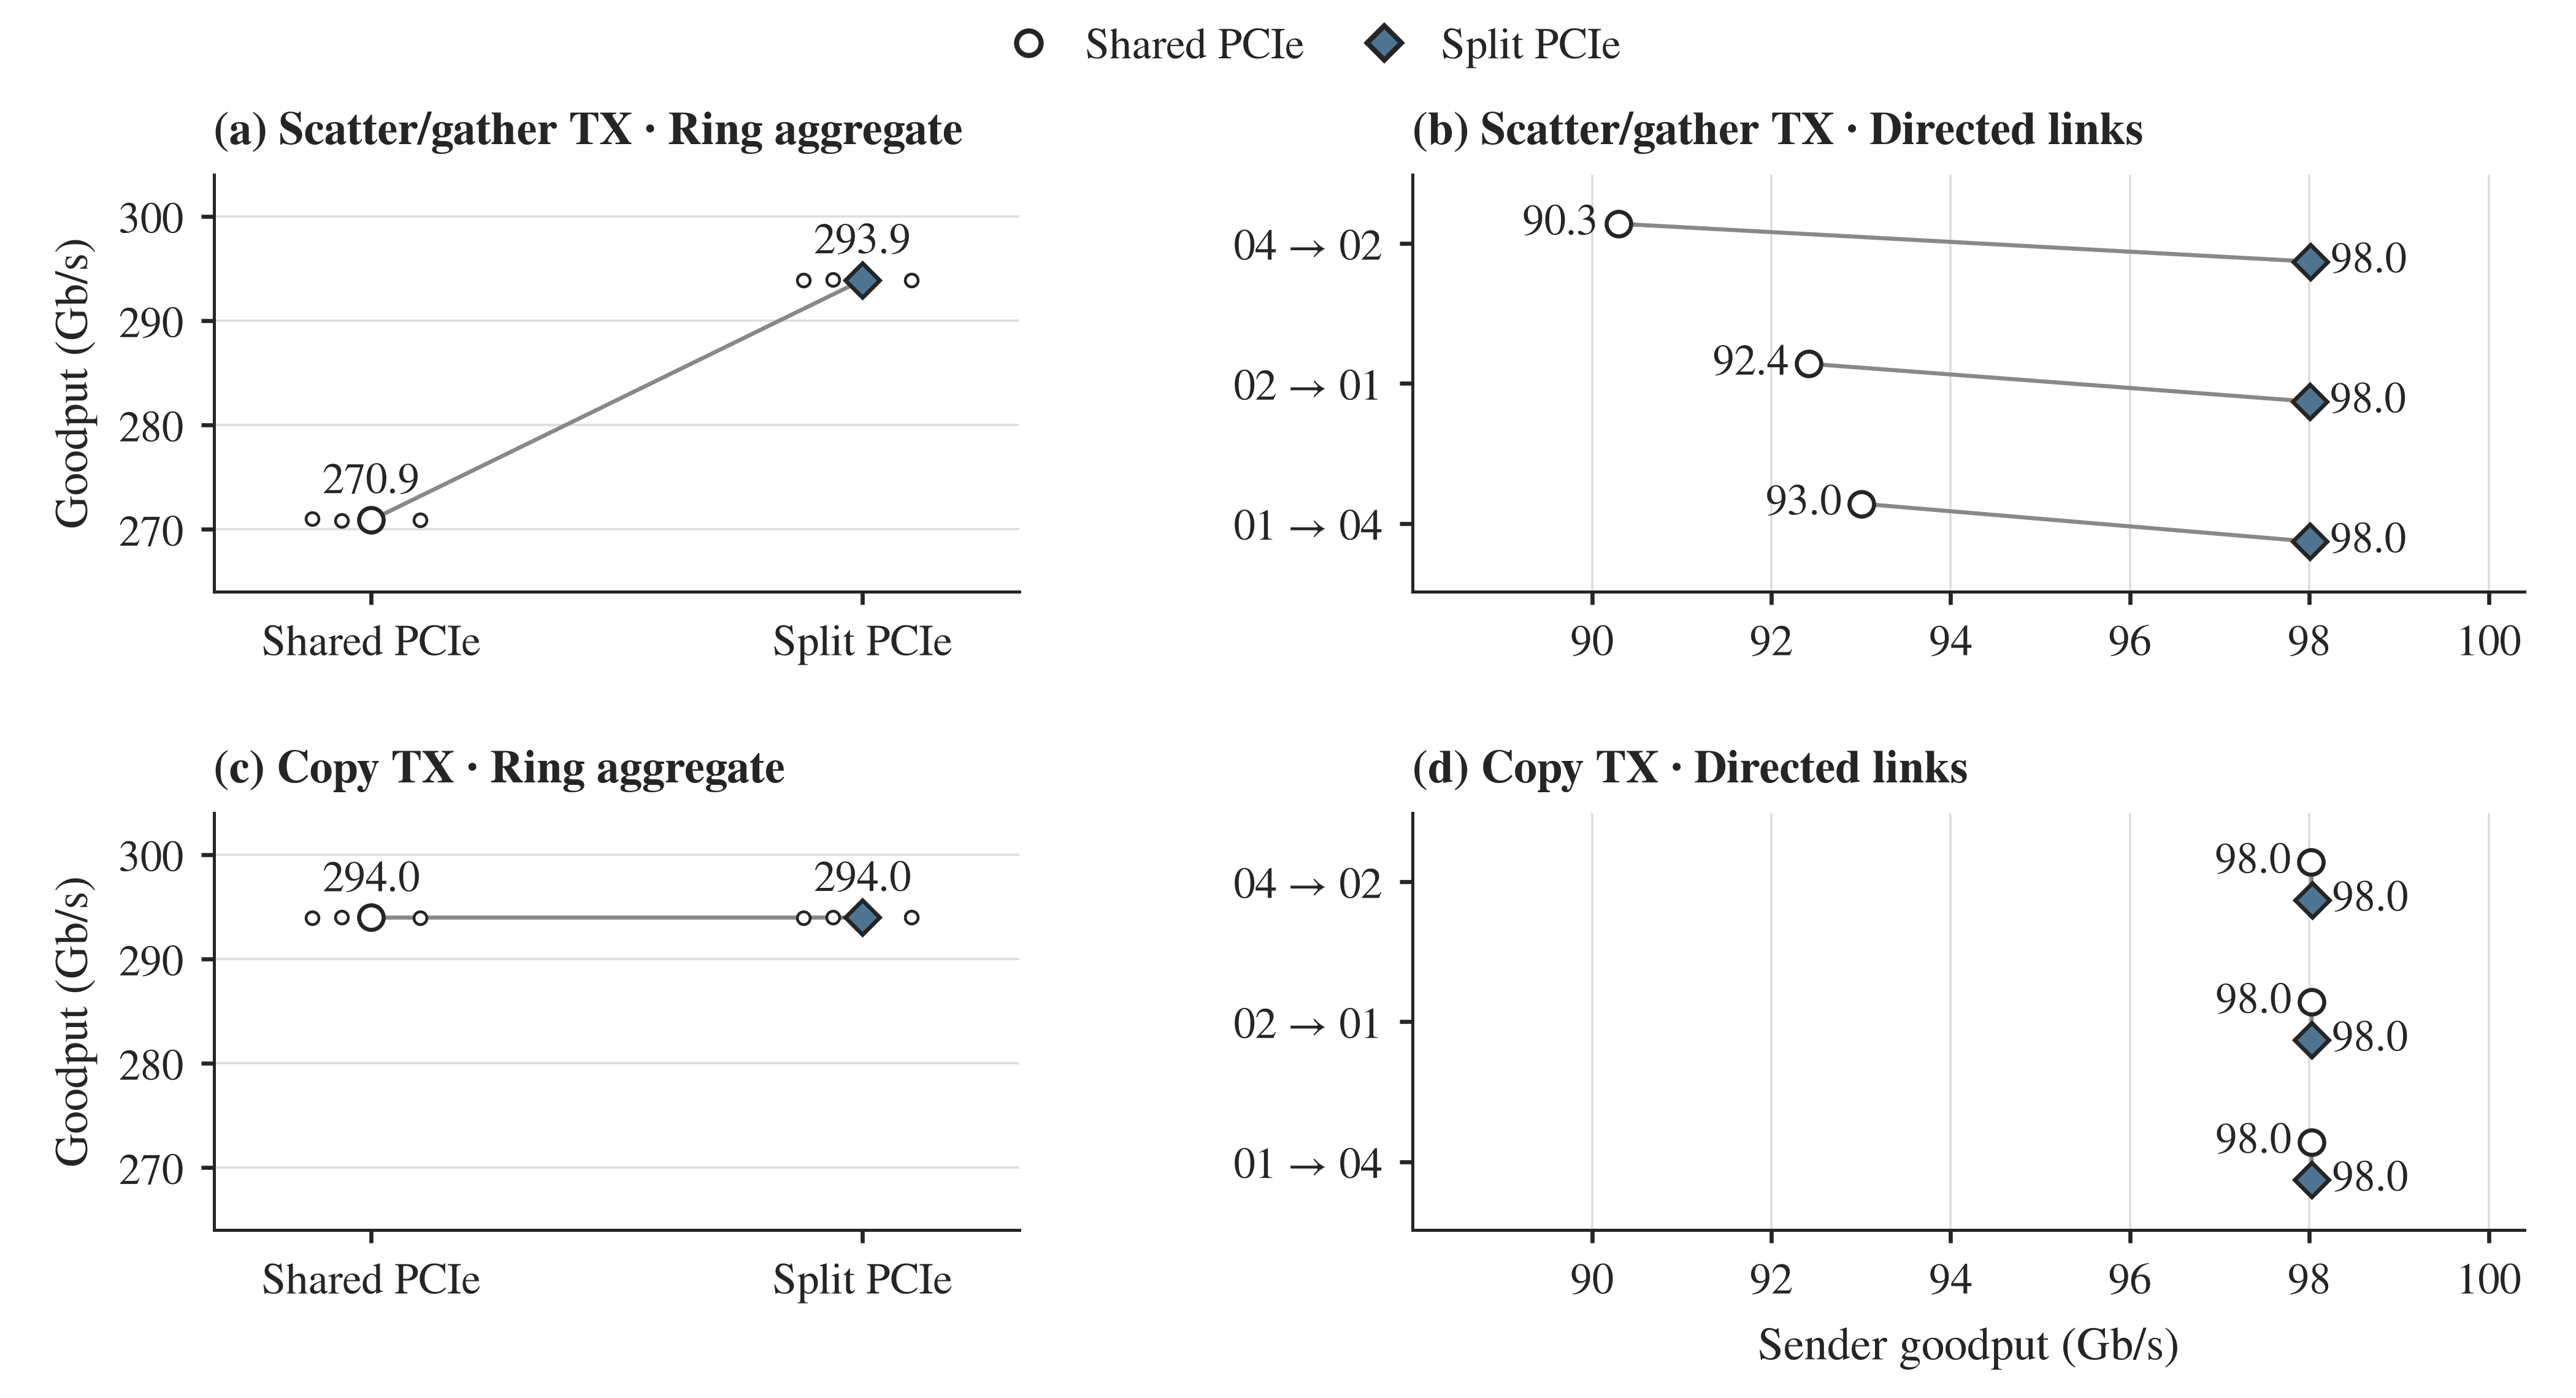 Shared PCIe Split PCIe
(a) Scatter/gather TX · Ring aggregate
Goodput (Gb/s)
300
290
280
270
293.9
270.9
Shared PCIe Split PCIe
(b) Scatter/gather TX · Directed links
04 → 02
02 → 01
01 → 04
90.3 98.0
92.4 98.0
93.0 98.0
90 92 94 96 98 100
(c) Copy TX · Ring aggregate
Goodput (Gb/s)
300
290
280
270
294.0 294.0
Shared PCIe Split PCIe
(d) Copy TX · Directed links
04 → 02
02 → 01
01 → 04
98.0
98.0
98.0
98.0
98.0
98.0
90 92 94 96 98 100
Sender goodput (Gb/s)